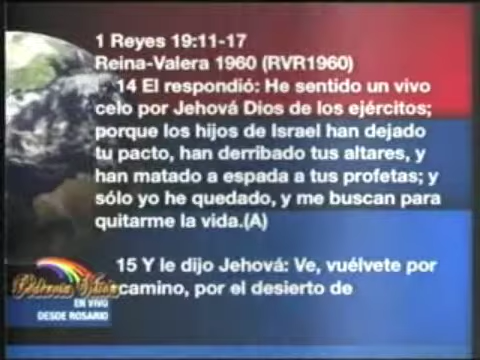 1 Reyes 19:11-17
Reina-Valera 1960 (RVR1960)
14 El respondió: He sentido un vivo
celo por Jehová Dios de los ejércitos;
porque los hijos de Israel han dejado
tu pacto, han derribado tus altares, y
han matado a espada a tus profetas; y
sólo yo he quedado, y me buscan para
quitarme la vida.(A)
15 Y le dijo Jehová: Ve, vuélvete por
camino, por el desierto de
EN VIVO
DESDE ROSARIO